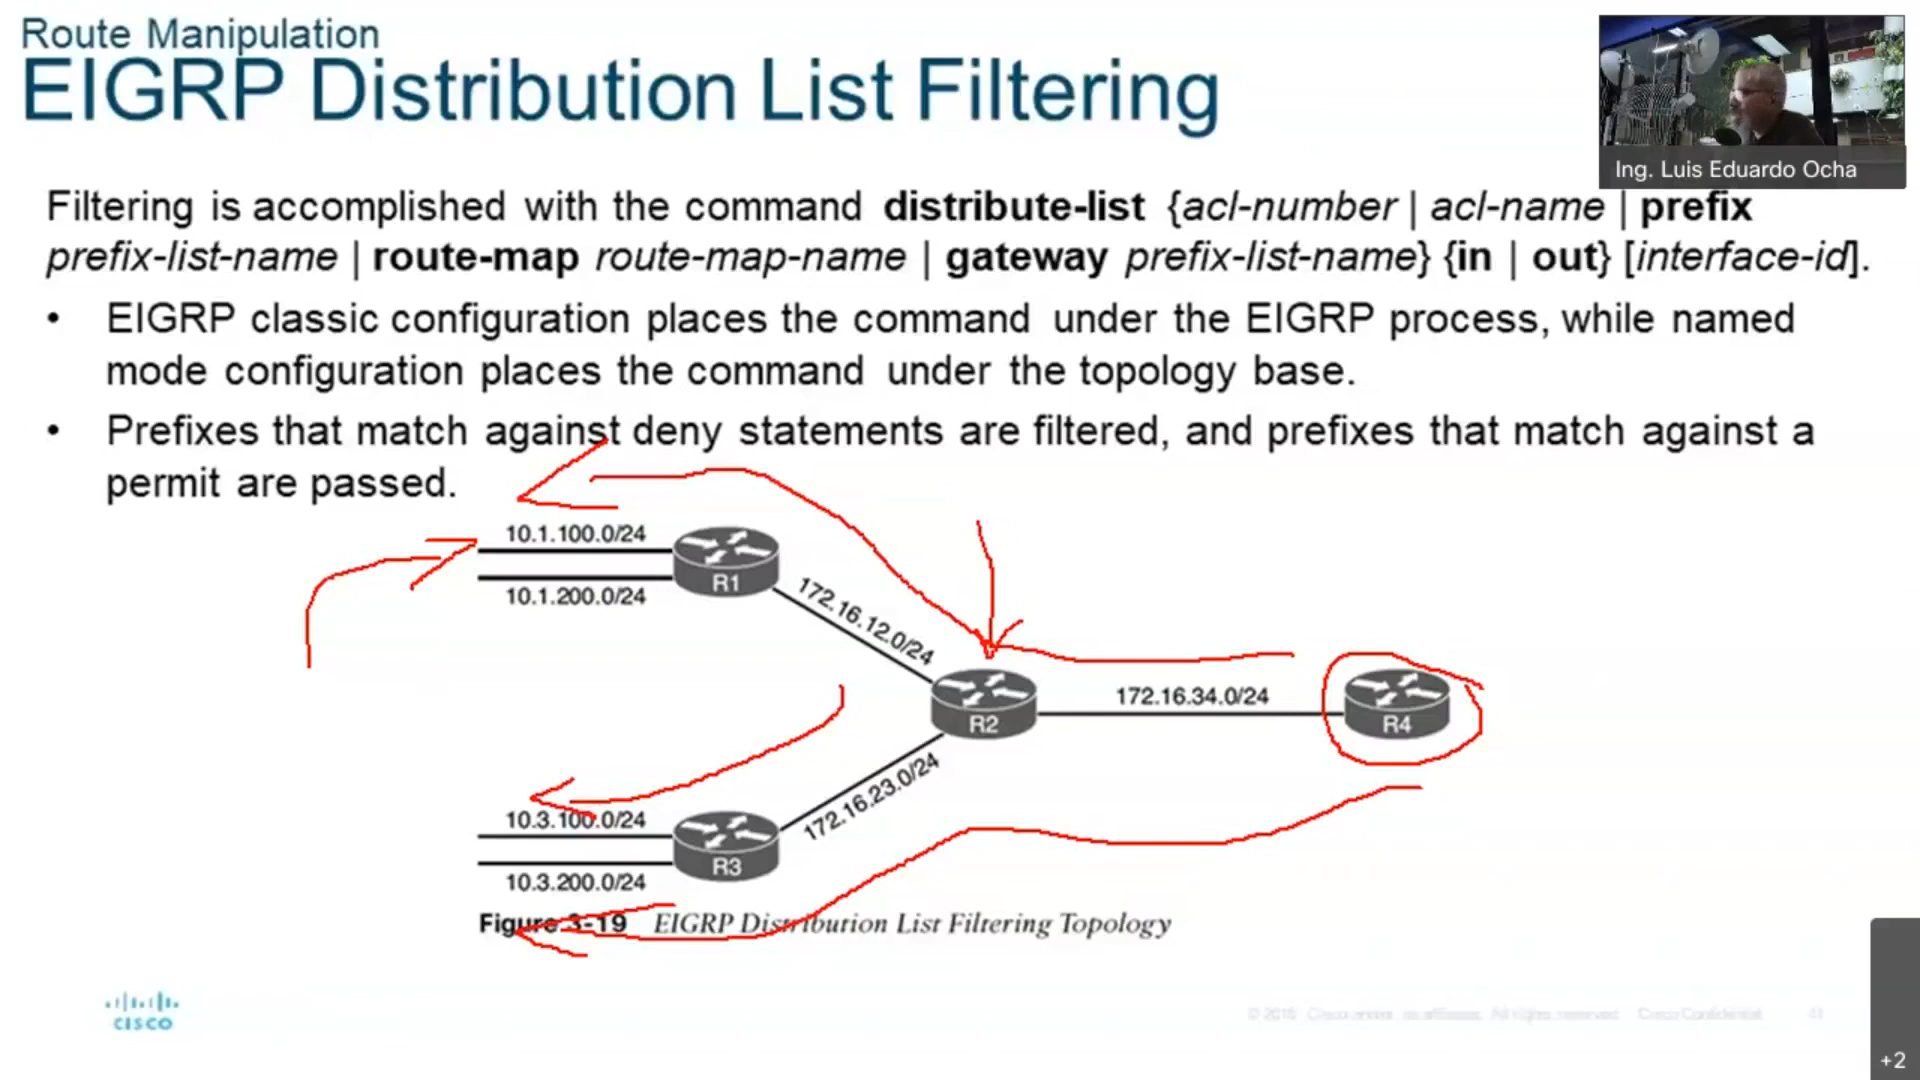 Route Manipulation
EIGRP Distribution List Filtering
Ing. Luis Eduardo Ocha
Filtering is accomplished with the command distribute-list {acl-number | acl-name | prefix
prefix-list-name | route-map route-map-name | gateway prefix-list-name} {in | out} [interface-id].
• EIGRP classic configuration places the command under the EIGRP process, while named
mode configuration places the command under the topology base.
• Prefixes that match against deny statements are filtered, and prefixes that match against a
permit are passed.
10.1.100.0/24
R1
10.1.200.0/24
172.16.12.0/24
R2
172.16.34.0/24
R4
172.16.23.0/24
10.3.100.0/24
R3
10.3.200.0/24
Figure 3-19 EIGRP Distribution List Filtering Topology
CISCO
All rights reserved. Cisco Confidential
+2